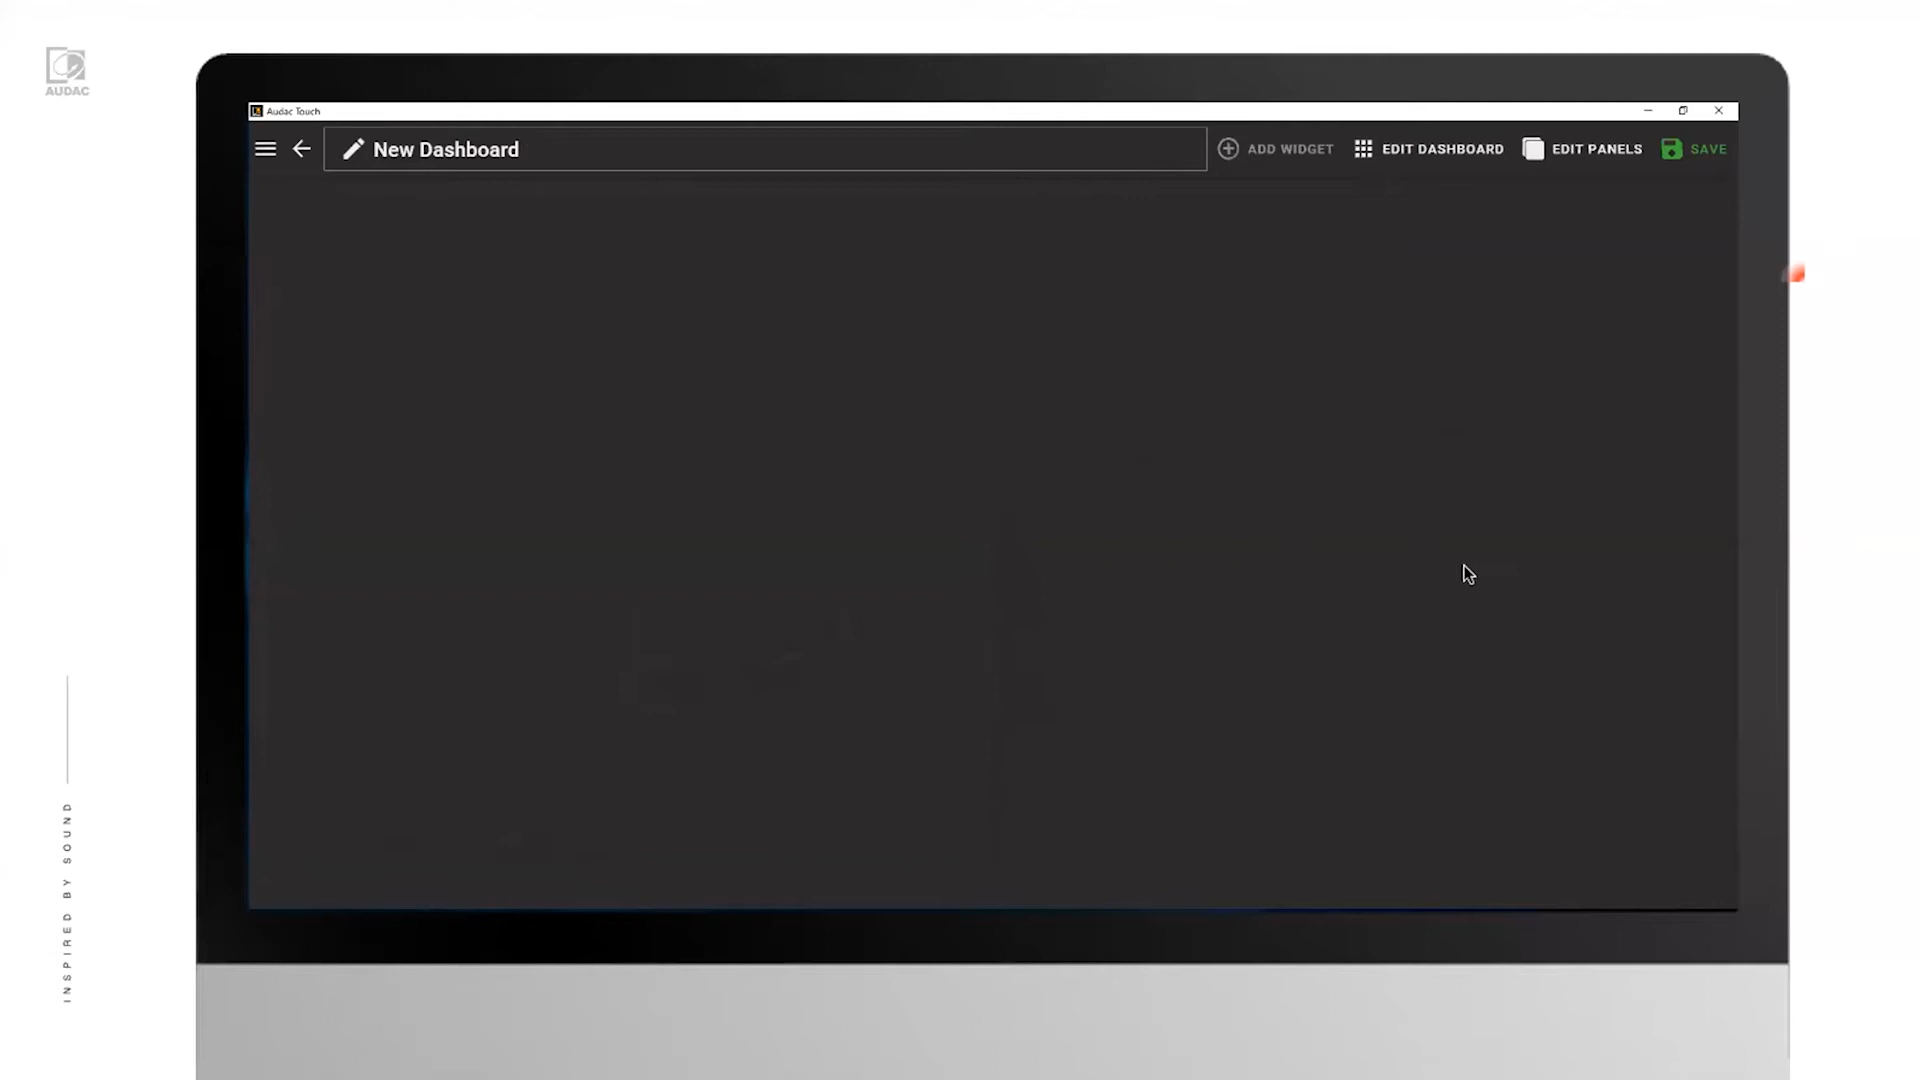 AUDAC
Audac Touch
New Dashboard
ADD WIDGET
EDIT DASHBOARD
EDIT PANELS
SAVE
INSPIRED BY SOUND